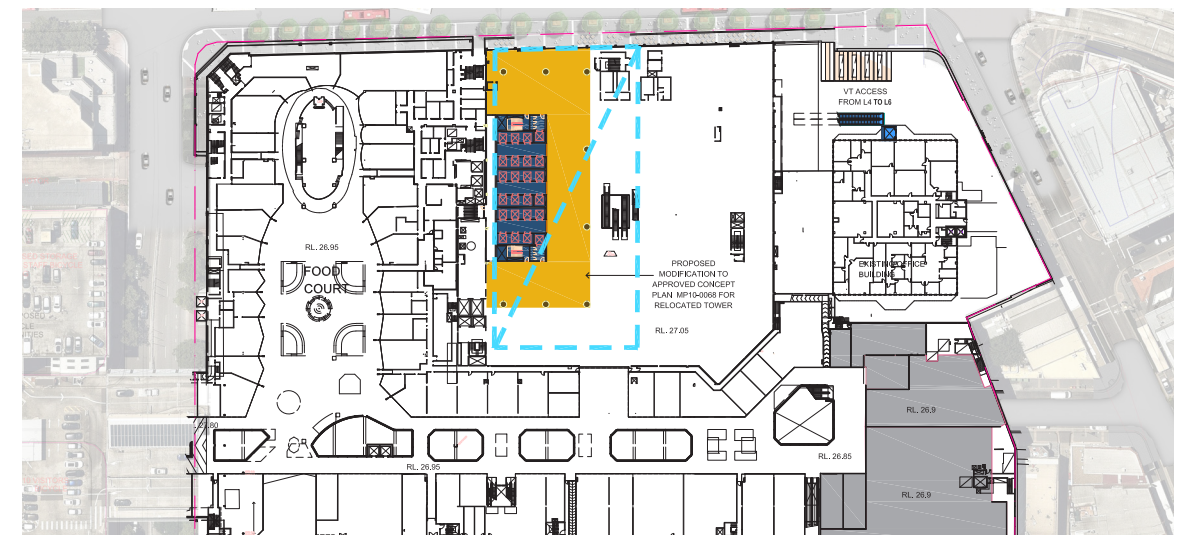 VT ACCESS
FROM L4 TO L6
RL. 26.95
FOOD
COURT
EXISTING OFFICE
BUILDING
PROPOSED
MODIFICATION TO
APPROVED CONCEPT
PLAN MP10-0068 FOR
RELOCATED TOWER
RL. 27.05
RL. 26,9
27.80
RL. 26.85
RL. 26.95
RL. 26,9